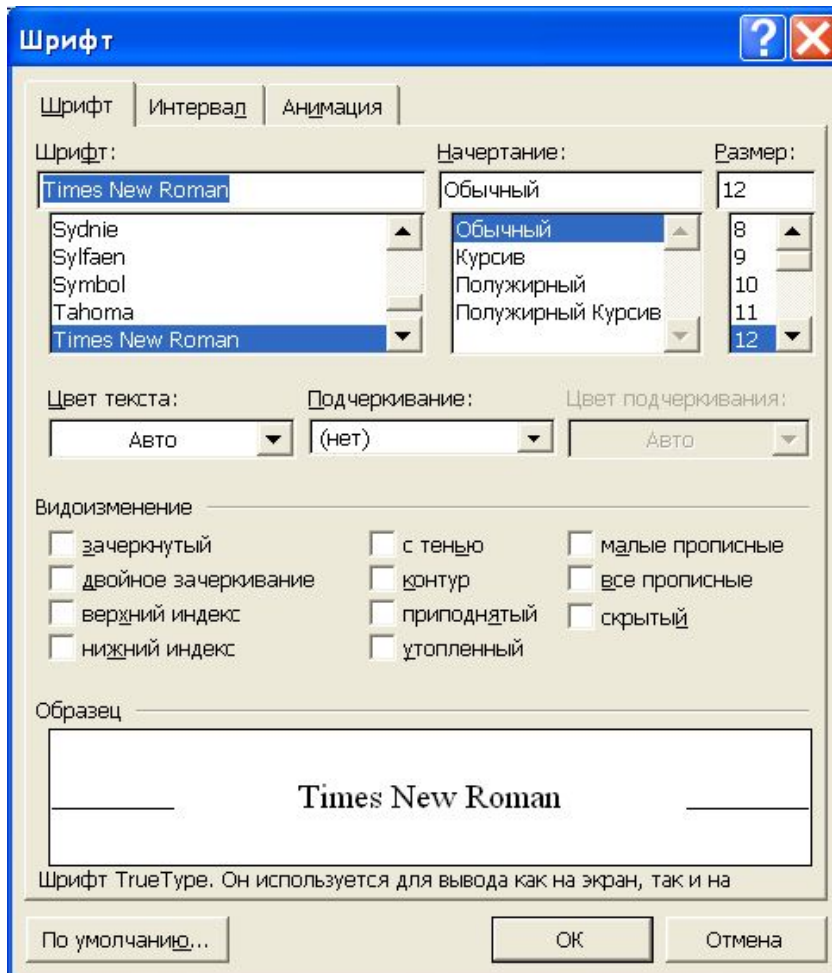 Шрифт
Шрифт Интервал Анимация
Шрифт: Начертание: Размер:
Times New Roman Обычный 12
Sydnie Обычный 8
Sylfaen Курсив 9
Symbol Полужирный 10
Tahoma Полужирный Курсив 11
Times New Roman 12
Цвет текста: Подчеркивание: Цвет подчеркивания:
Авто (нет) Авто
Видоизменение
зачеркнутый с тенью малые прописные
двойное зачеркивание контур все прописные
верхний индекс приподнятый скрытый
нижний индекс утопленный
Образец
Times New Roman
Шрифт TrueType. Он используется для вывода как на экран, так и на
По умолчанию... ОК Отмена